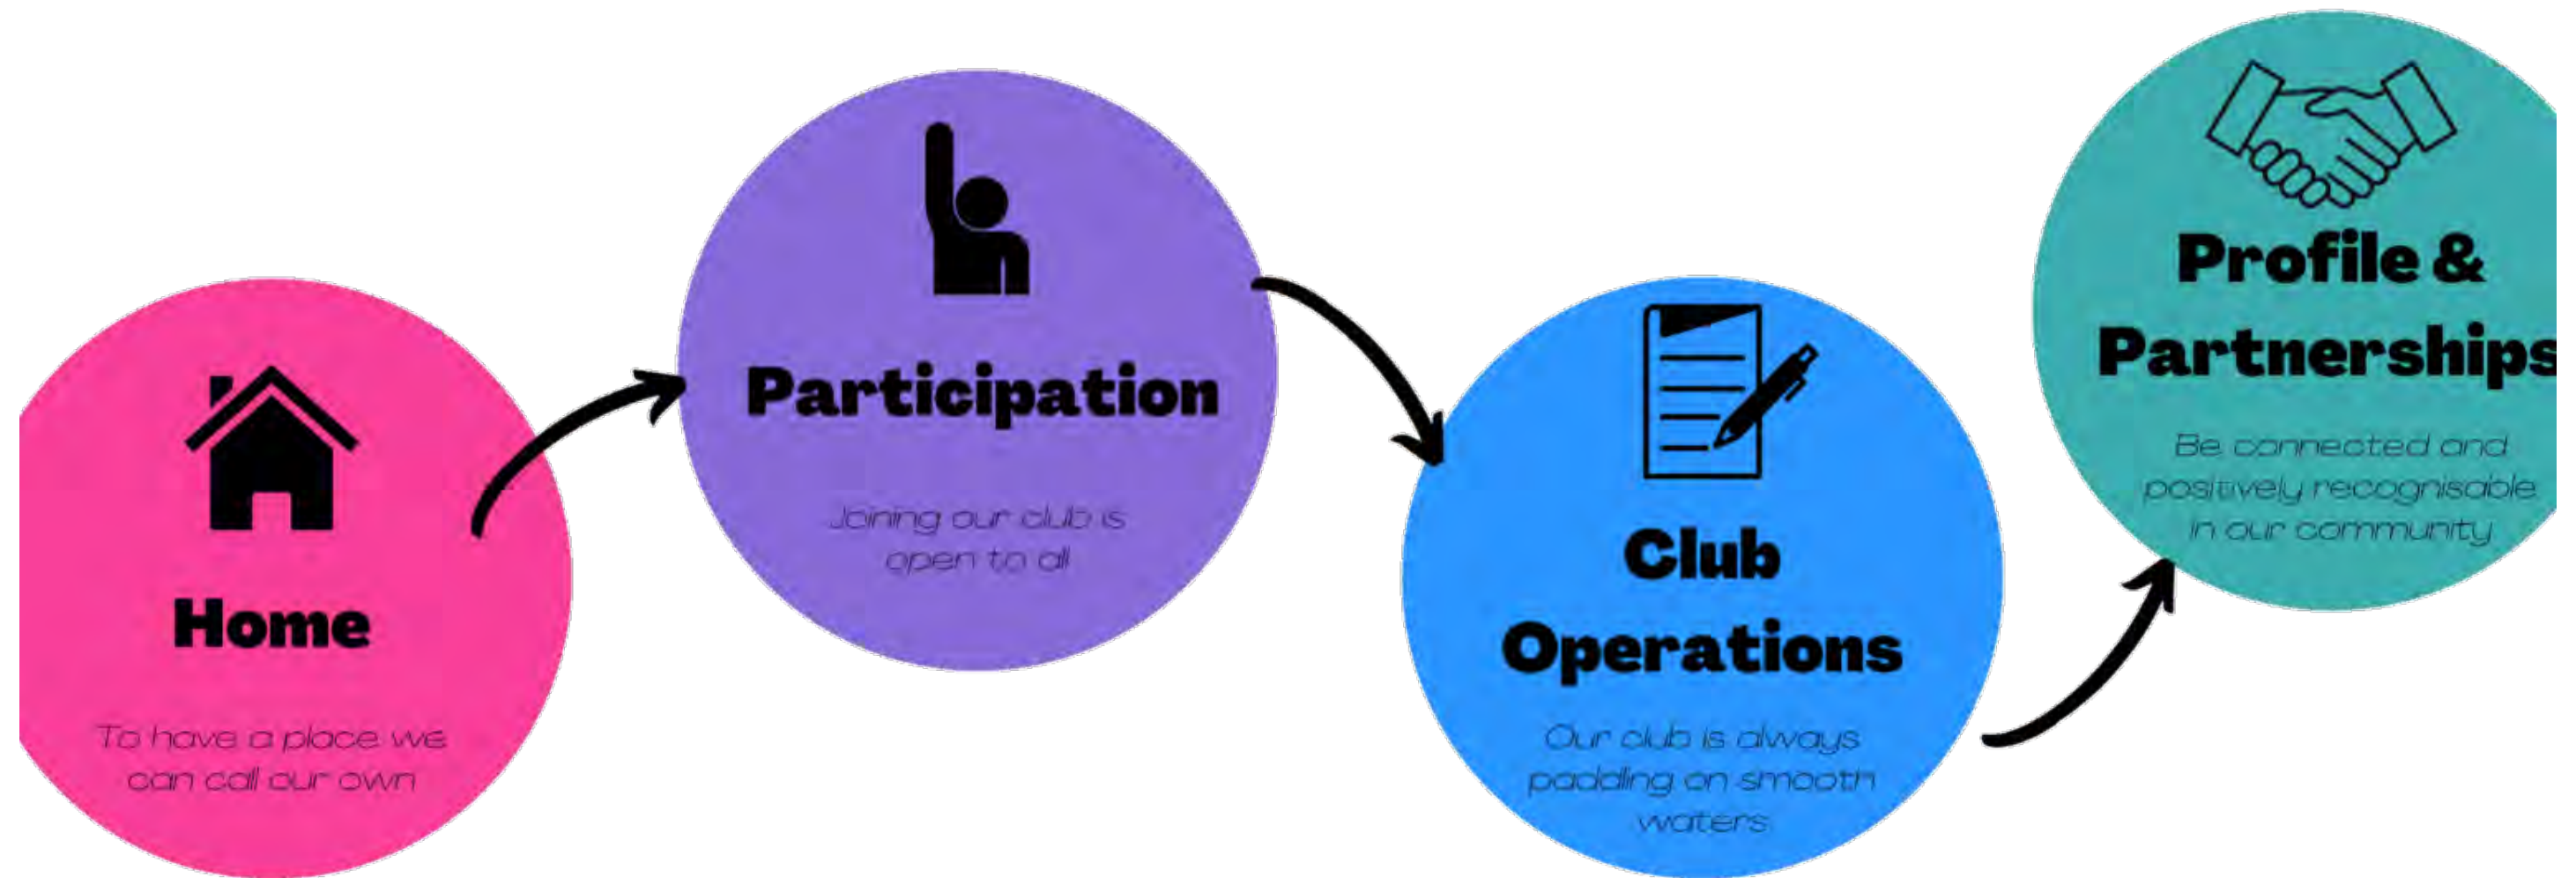 Home
To have a place we
can call our own
Participation
Joining our club is
open to all
Club
Operations
Our club is always
paddling on smooth
waters
Profile &
Partnerships
Be connected and
positively recognisable
in our community